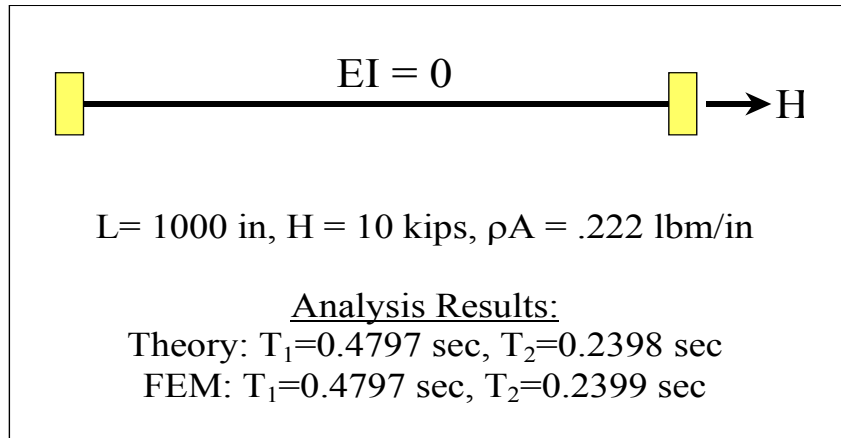 EI = 0
H
L= 1000 in, H = 10 kips, ρA = .222 lbm/in
Analysis Results:
Theory: T₁=0.4797 sec, T₂=0.2398 sec
FEM: T₁=0.4797 sec, T₂=0.2399 sec